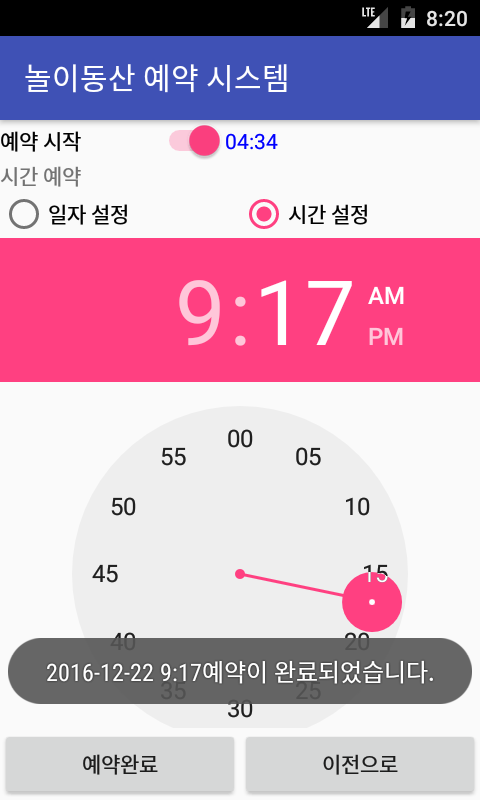 LTE 8:20
놀이동산 예약 시스템
예약 시작 04:34
시간 예약
일자 설정 시간 설정
9:17 AM
PM
00
55 05
50 10
45 15
40 20
2016-12-22 9:17예약이 완료되었습니다.
35 25
30
예약완료 이전으로